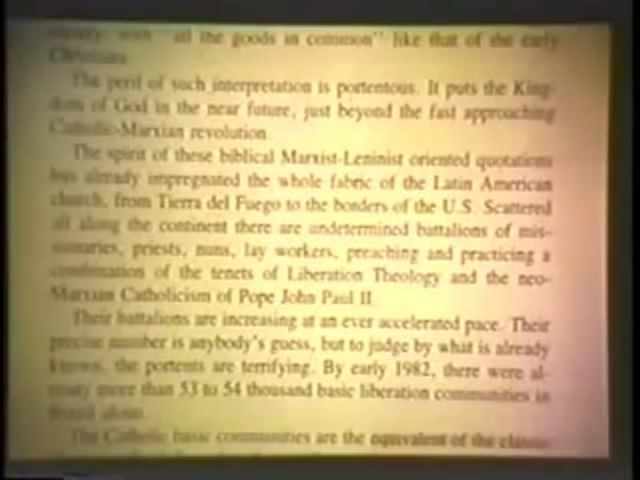 society, with "all the goods in common" like that of the early
Christians.
The peril of such interpretation is portentous. It puts the King-
dom of God in the near future, just beyond the fast approaching
Catholic-Marxian revolution.
The spirit of these biblical Marxist-Leninist oriented quotations
has already impregnated the whole fabric of the Latin American
church, from Tierra del Fuego to the borders of the U.S. Scattered
all along the continent there are undetermined battalions of mis-
sionaries, priests, nuns, lay workers, preaching and practicing a
combination of the tenets of Liberation Theology and the neo-
Marxian Catholicism of Pope John Paul II.
Their battalions are increasing at an ever accelerated pace. Their
precise number is anybody's guess, but to judge by what is already
known, the portents are terrifying. By early 1982, there were al-
ready more than 53 to 54 thousand basic liberation communities in
Brazil alone.
The Catholic basic communities are the equivalent of the classic